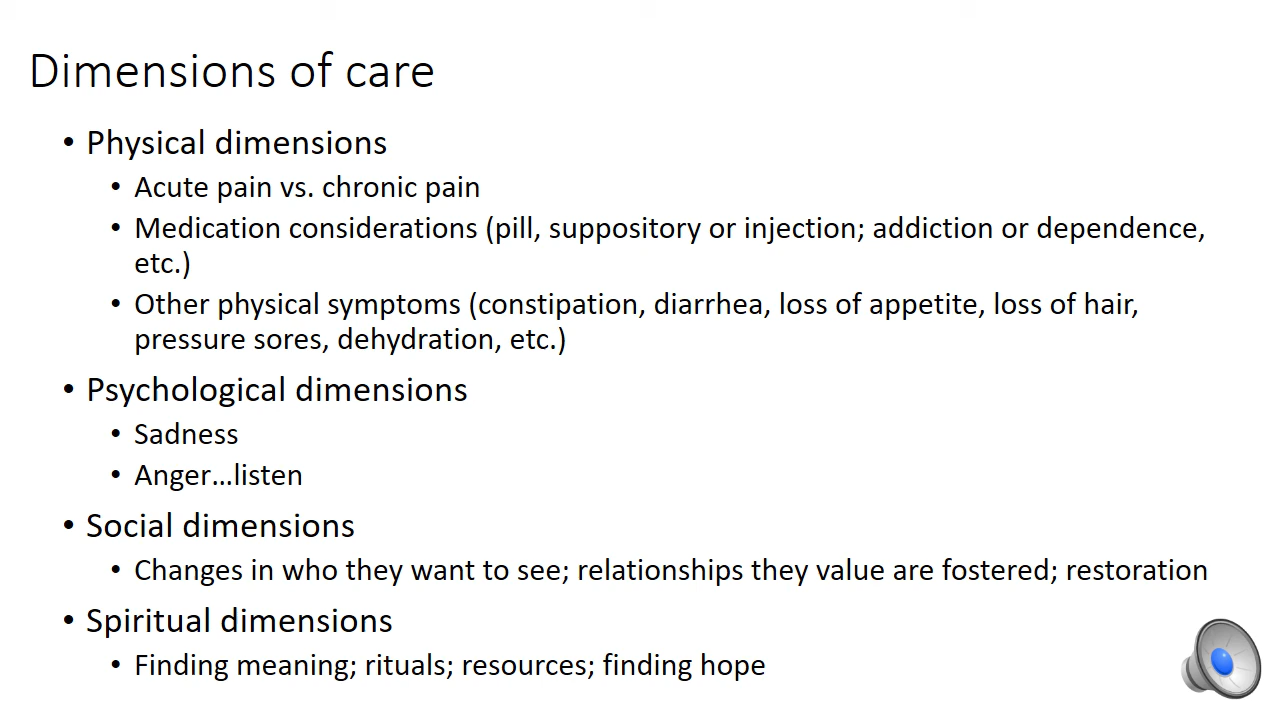 Dimensions of care
• Physical dimensions
• Acute pain vs. chronic pain
• Medication considerations (pill, suppository or injection; addiction or dependence,
etc.)
• Other physical symptoms (constipation, diarrhea, loss of appetite, loss of hair,
pressure sores, dehydration, etc.)
• Psychological dimensions
• Sadness
• Anger…listen
• Social dimensions
• Changes in who they want to see; relationships they value are fostered; restoration
• Spiritual dimensions
• Finding meaning; rituals; resources; finding hope